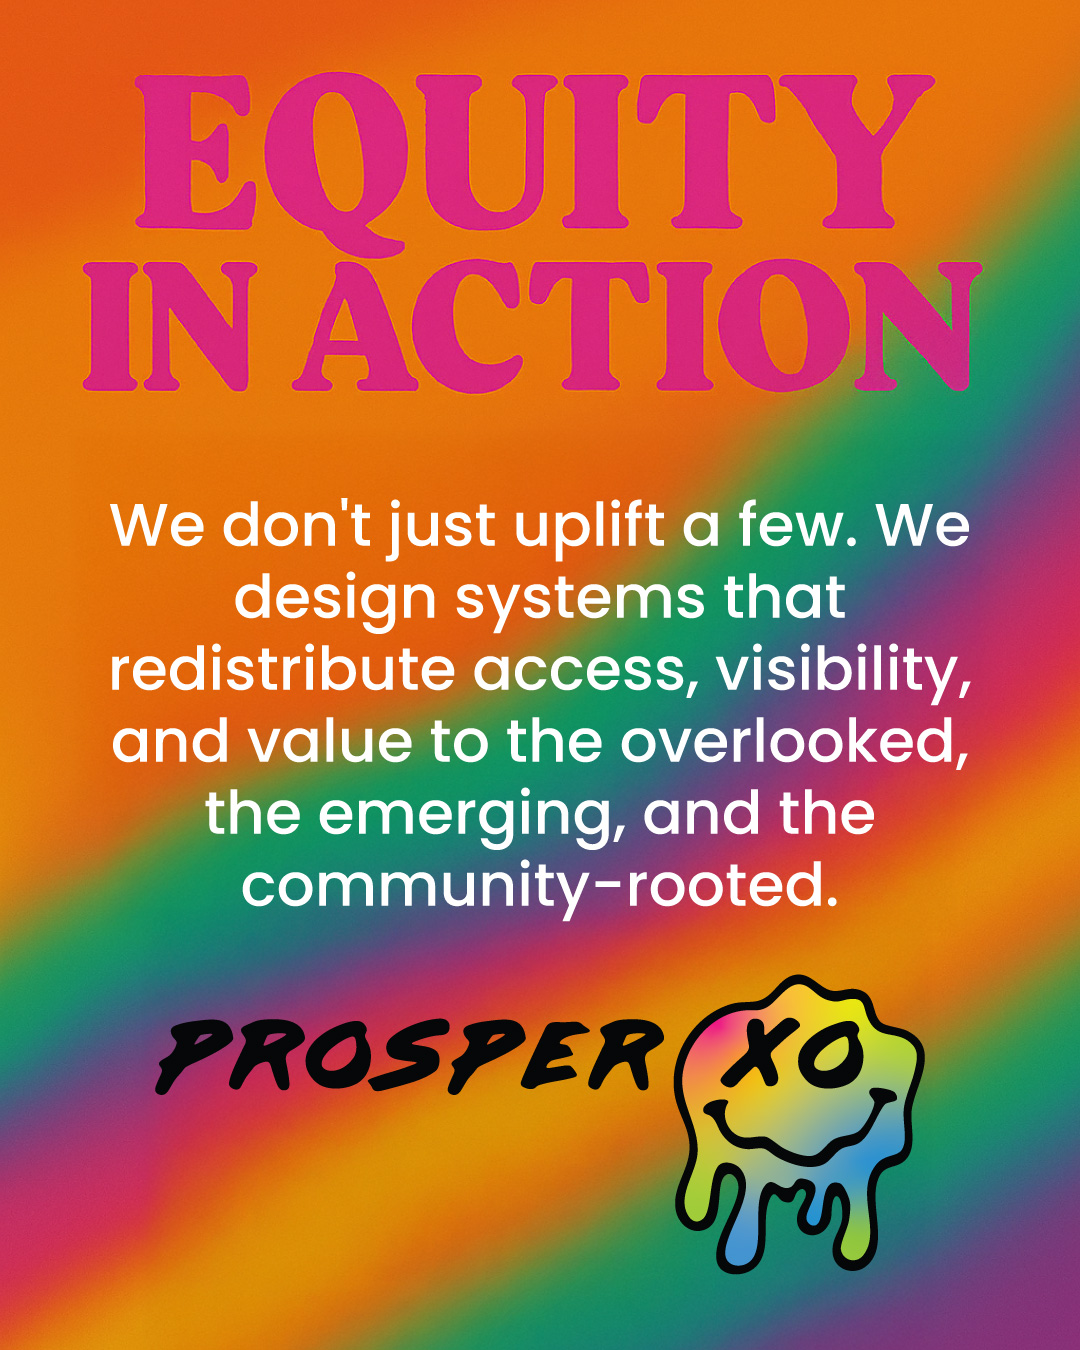 EQUITY
IN ACTION
We don't just uplift a few. We
design systems that
redistribute access, visibility,
and value to the overlooked,
the emerging, and the
community-rooted.
PROSPER XO